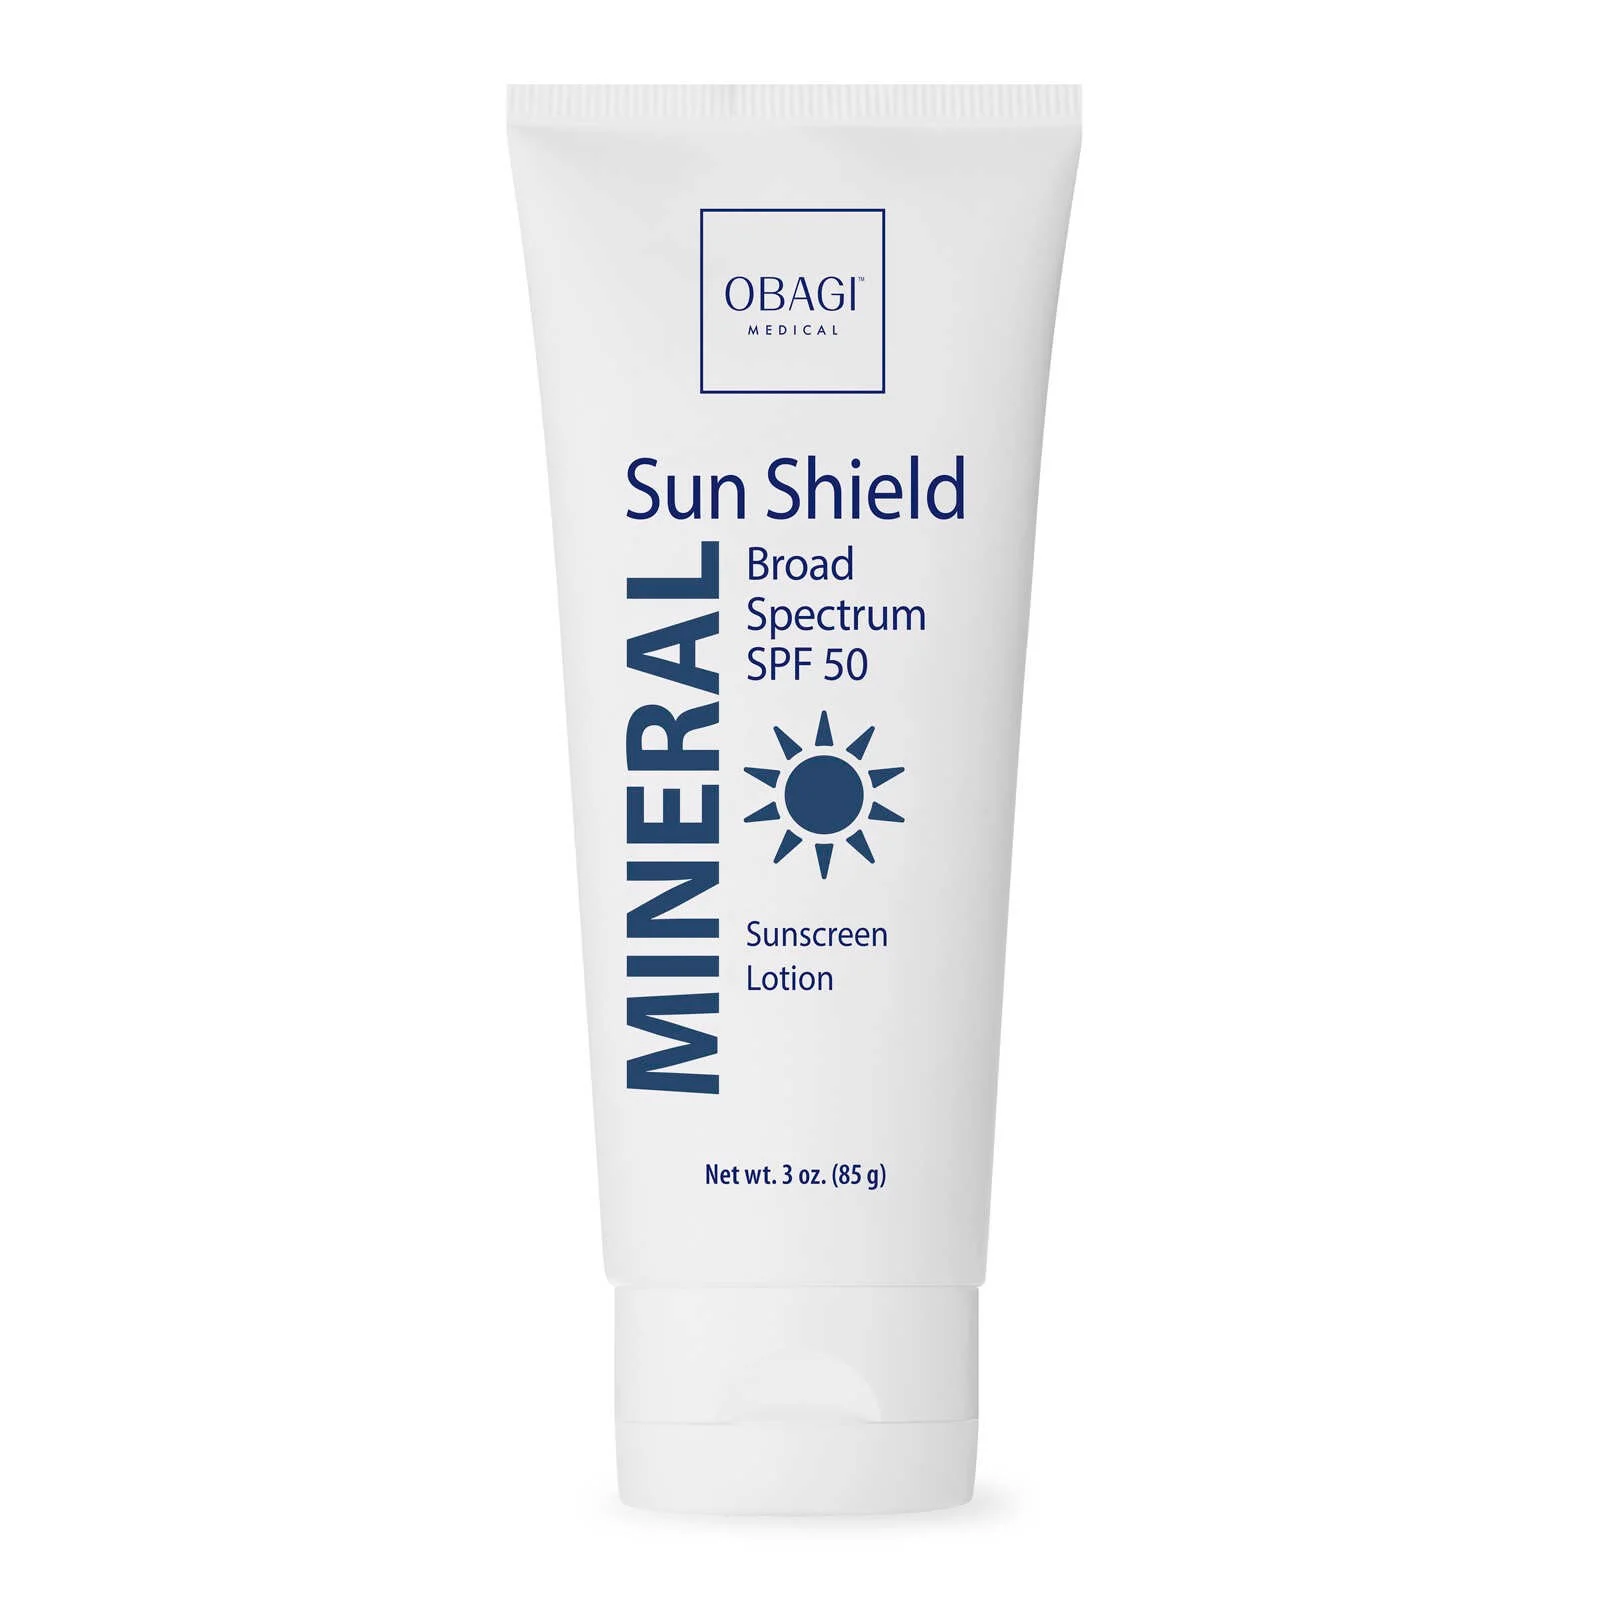 OBAGI™
MEDICAL
Sun Shield
MINERAL
Broad
Spectrum
SPF 50
Sunscreen
Lotion
Net wt. 3 oz. (85 g)